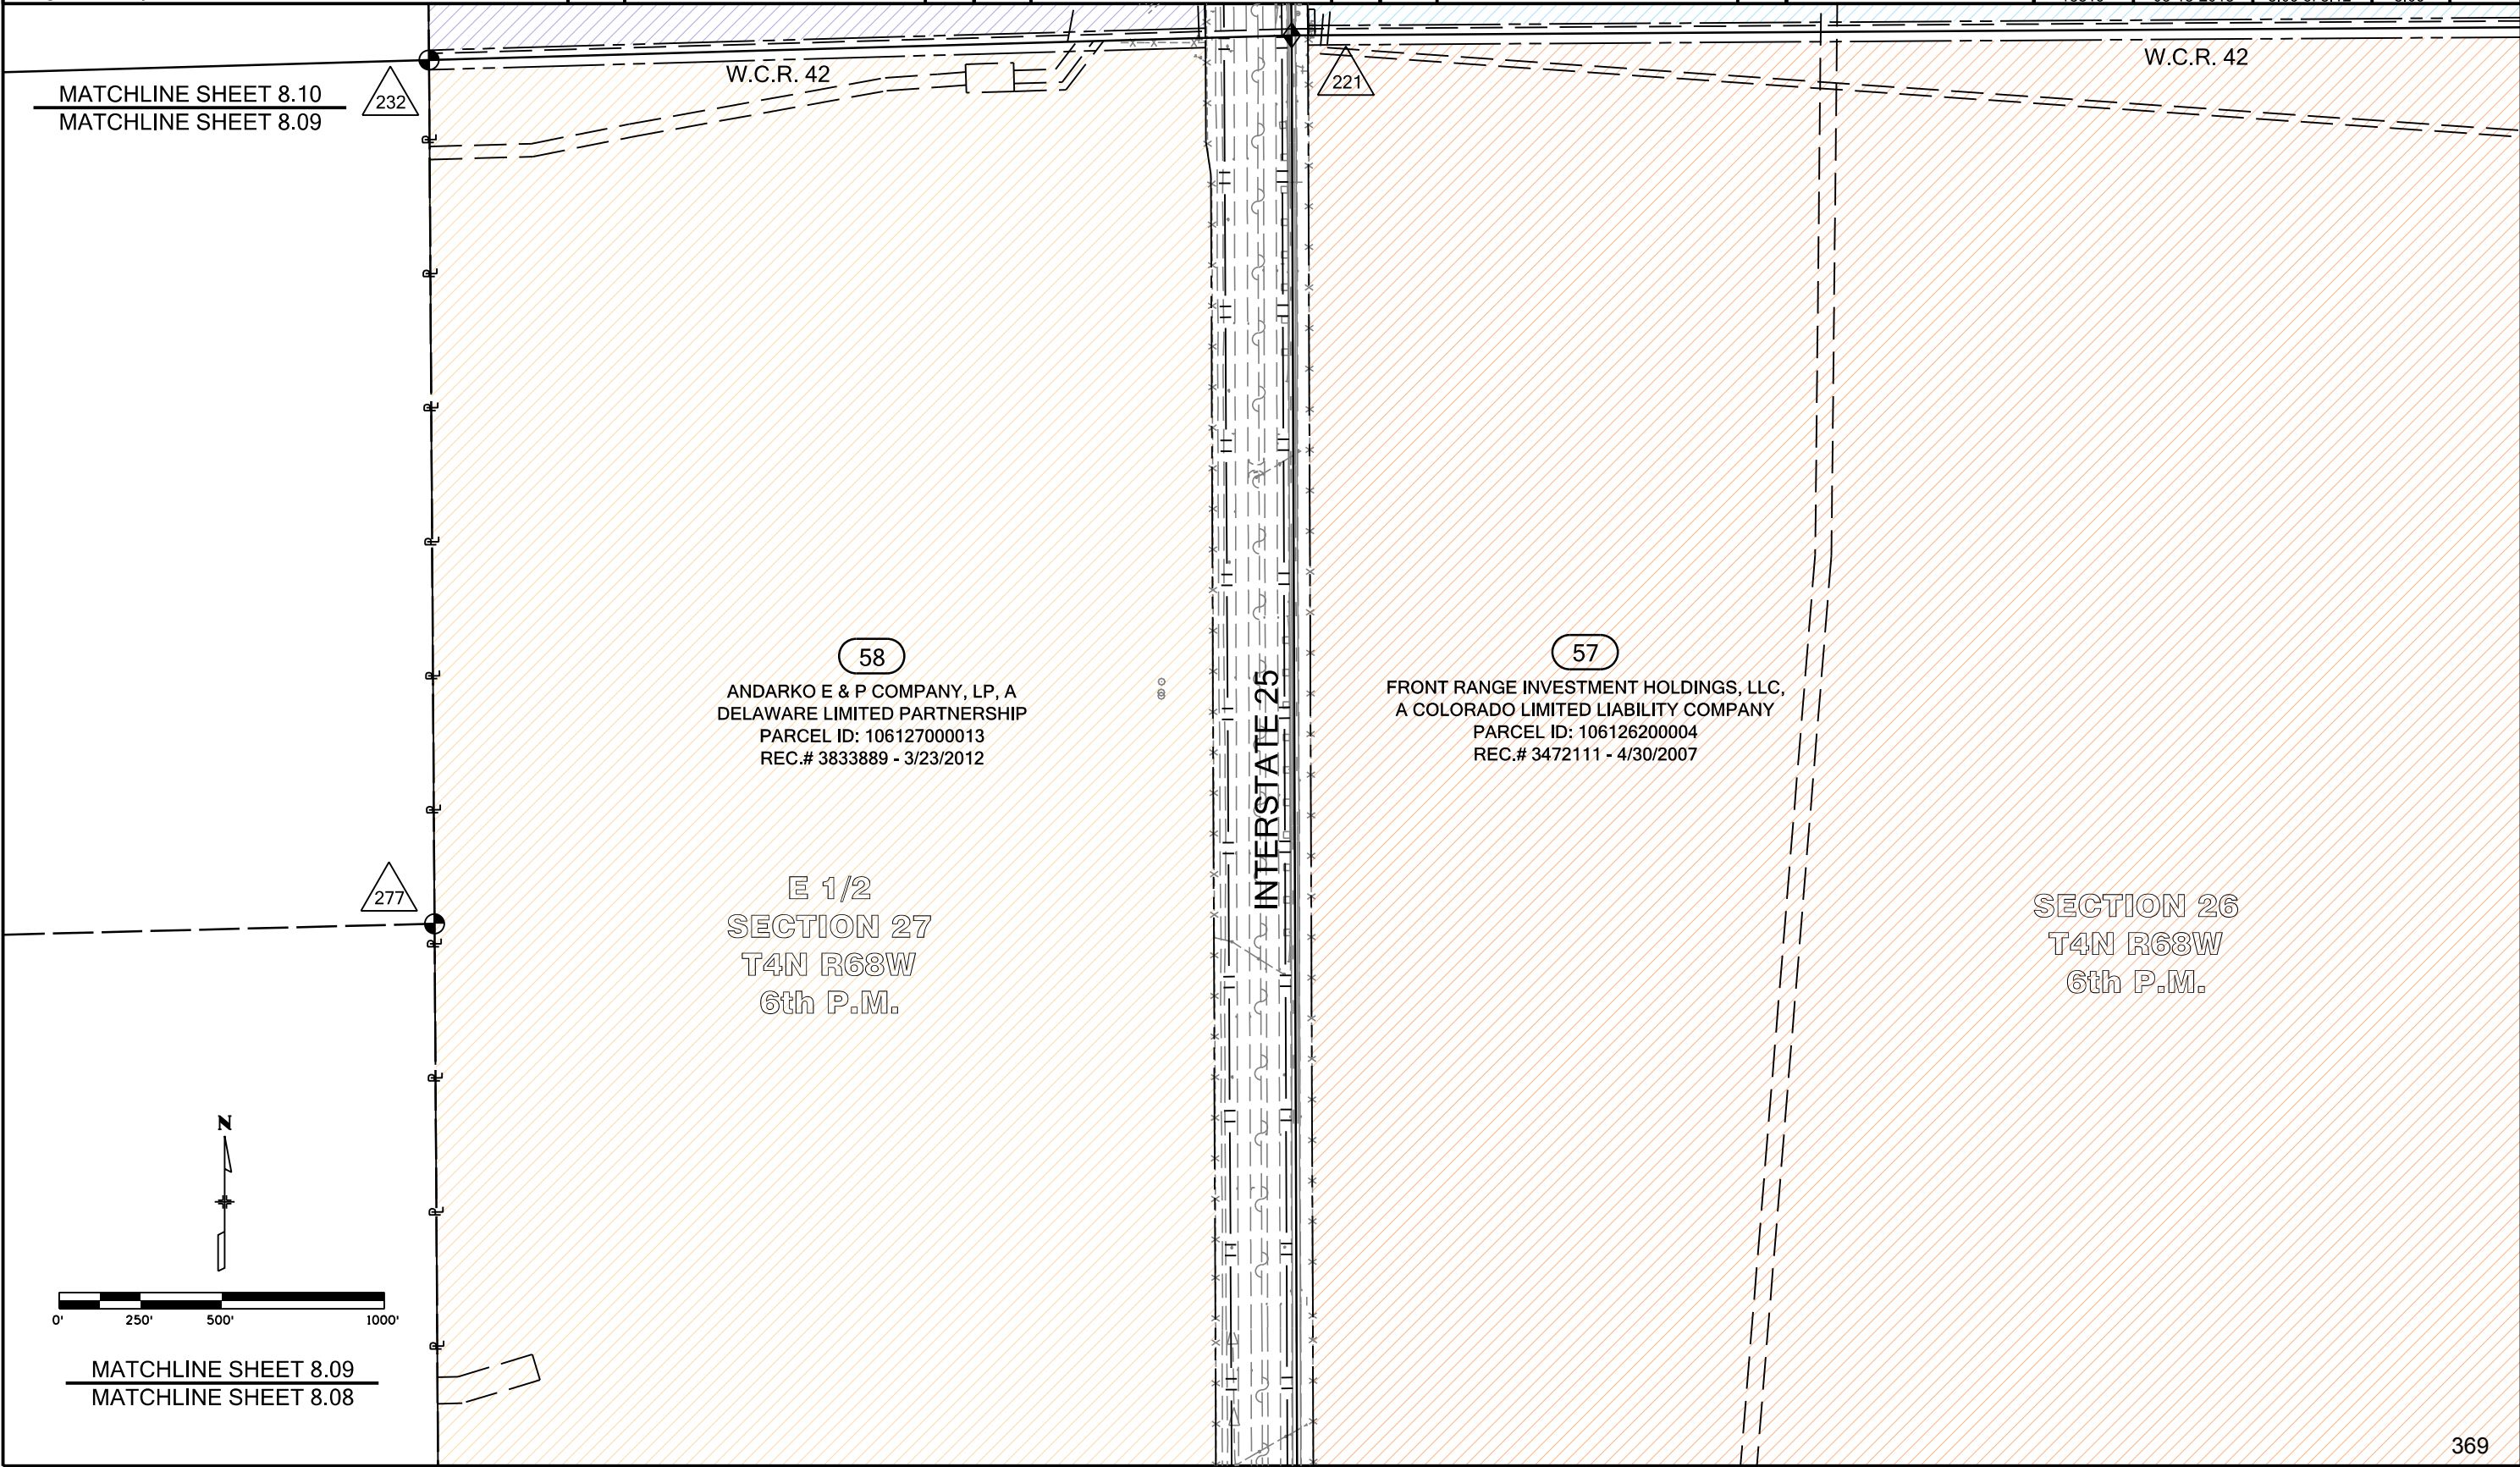 W.C.R. 42
W.C.R. 42
MATCHLINE SHEET 8.10
MATCHLINE SHEET 8.09
232
221
58
ANDARKO E & P COMPANY, LP, A
DELAWARE LIMITED PARTNERSHIP
PARCEL ID: 106127000013
REC.# 3833889 - 3/23/2012
INTERSTATE 25
57
FRONT RANGE INVESTMENT HOLDINGS, LLC,
A COLORADO LIMITED LIABILITY COMPANY
PARCEL ID: 106126200004
REC.# 3472111 - 4/30/2007
277
E 1/2
SECTION 27
T4N R68W
6th P.M.
SECTION 26
T4N R68W
6th P.M.
N
0' 250' 500' 1000'
MATCHLINE SHEET 8.09
MATCHLINE SHEET 8.08
369